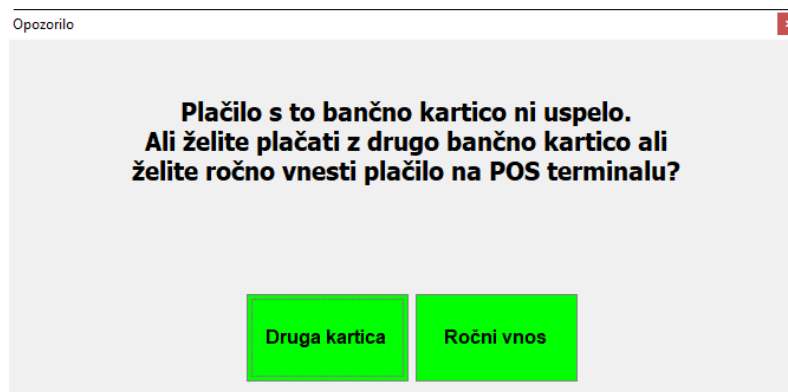 Opozorilo
Plačilo s to bančno kartico ni uspelo.
Ali želite plačati z drugo bančno kartico ali
želite ročno vnesti plačilo na POS terminalu?
Druga kartica
Ročni vnos